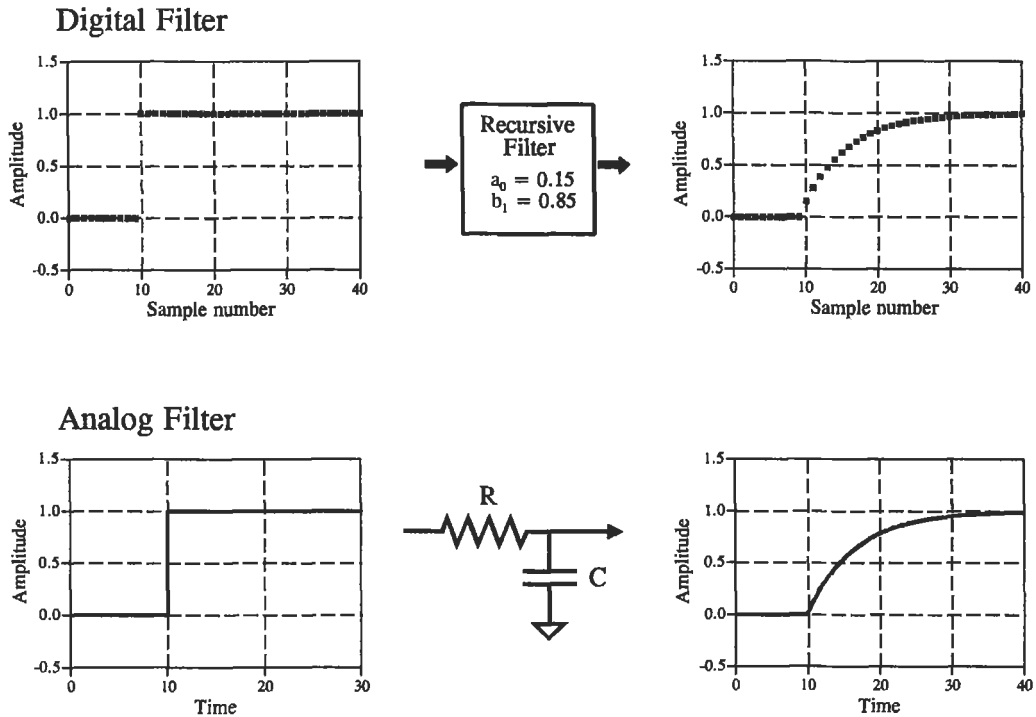 Digital Filter
1.5
1.0
0.5
0.0
-0.5
Amplitude
0 10 20 30 40
Sample number
Recursive
Filter
a₀ = 0.15
b₁ = 0.85
1.5
1.0
0.5
0.0
-0.5
Amplitude
0 10 20 30 40
Sample number
Analog Filter
1.5
1.0
0.5
0.0
-0.5
Amplitude
0 10 20 30
Time
R
C
1.5
1.0
0.5
0.0
-0.5
Amplitude
0 10 20 30 40
Time